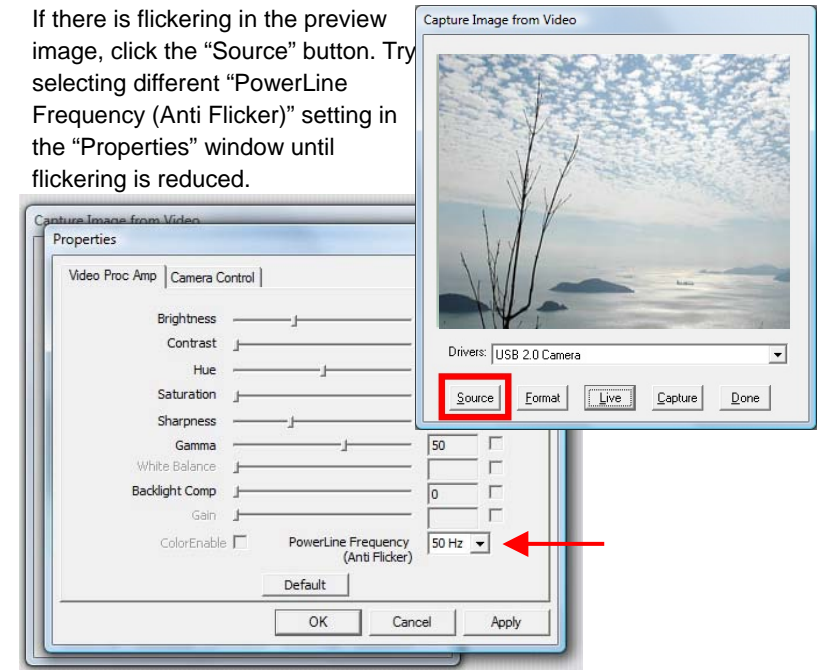 If there is flickering in the preview
image, click the “Source” button. Try
selecting different “PowerLine
Frequency (Anti Flicker)” setting in
the “Properties” window until
flickering is reduced.
Capture Image from Video
Drivers: USB 2.0 Camera
Source Format Live Capture Done
Capture Image from Video
Properties
Video Proc Amp Camera Control
Brightness
Contrast
Hue
Saturation
Sharpness
Gamma 50
White Balance
Backlight Comp 0
Gain
ColorEnable PowerLine Frequency 50 Hz
(Anti Flicker)
Default
OK Cancel Apply